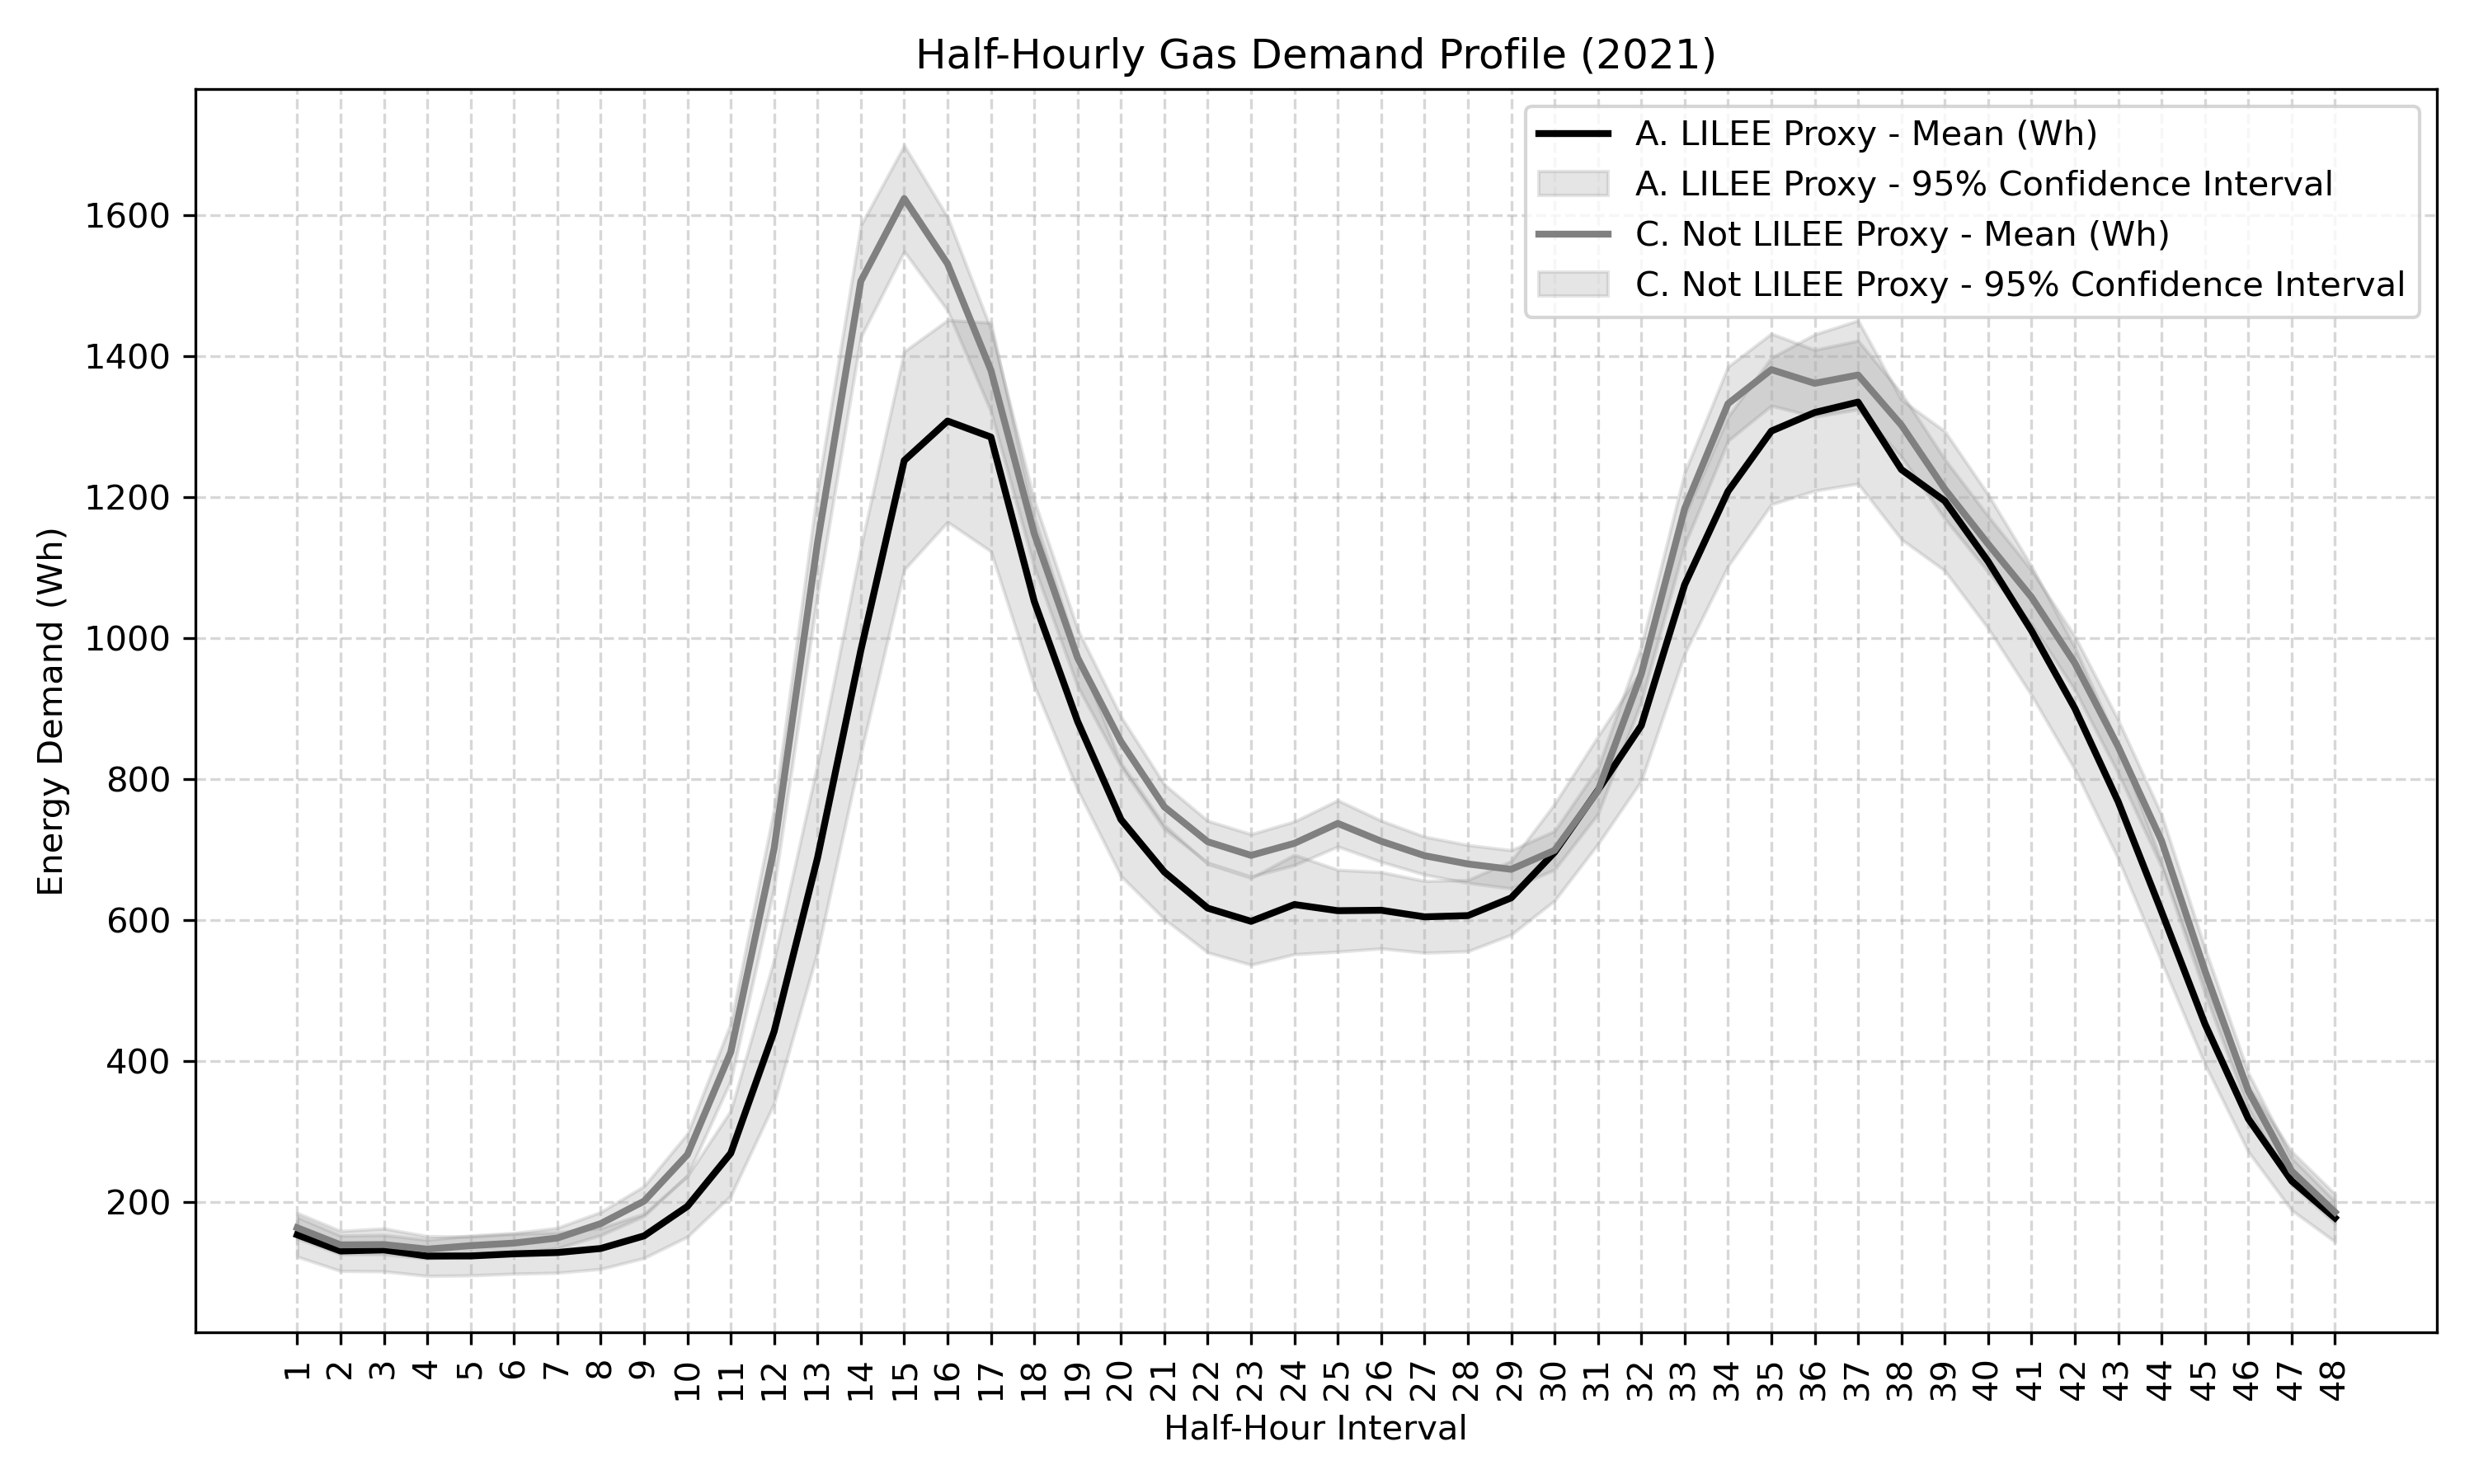 Half-Hourly Gas Demand Profile (2021)
A. LILEE Proxy - Mean (Wh)
A. LILEE Proxy - 95% Confidence Interval
C. Not LILEE Proxy - Mean (Wh)
C. Not LILEE Proxy - 95% Confidence Interval
Energy Demand (Wh)
1600
1400
1200
1000
800
600
400
200
1 2 3 4 5 6 7 8 9 10 11 12 13 14 15 16 17 18 19 20 21 22 23 24 25 26 27 28 29 30 31 32 33 34 35 36 37 38 39 40 41 42 43 44 45 46 47 48
Half-Hour Interval